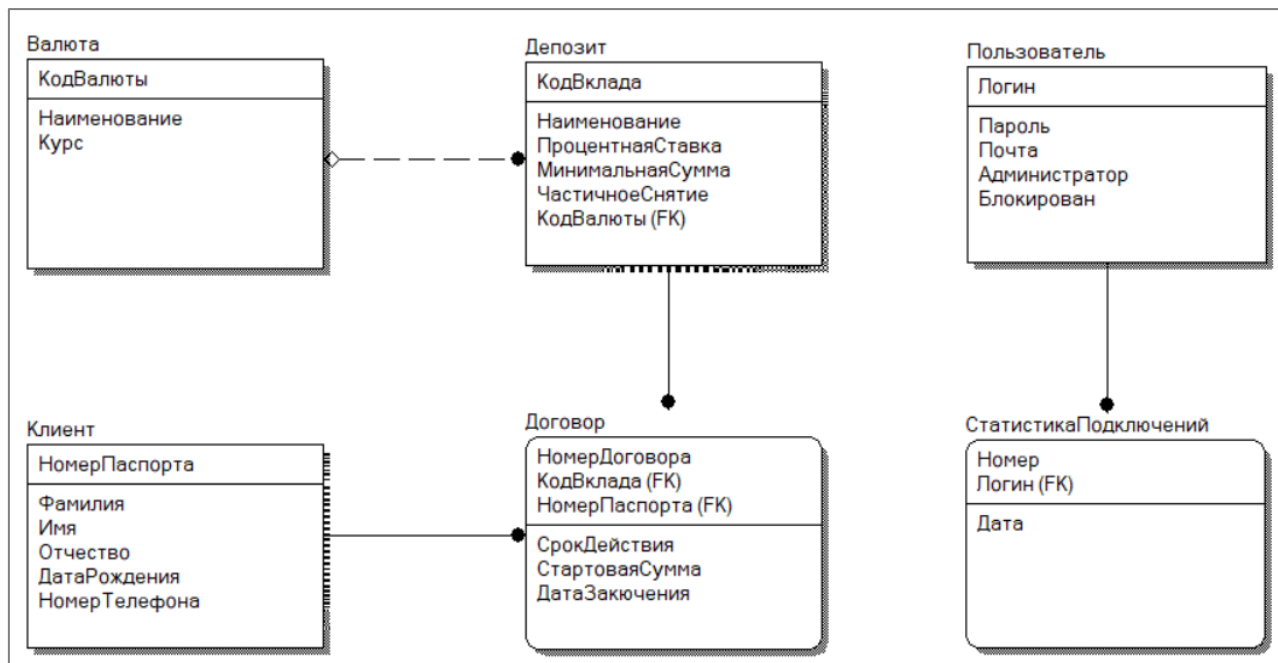 Валюта
КодВалюты
Наименование
Курс
Депозит
КодВклада
Наименование
ПроцентнаяСтавка
МинимальнаяСумма
ЧастичноеСнятие
КодВалюты (FK)
Пользователь
Логин
Пароль
Почта
Администратор
Блокирован
Клиент
НомерПаспорта
Фамилия
Имя
Отчество
ДатаРождения
НомерТелефона
Договор
НомерДоговора
КодВклада (FK)
НомерПаспорта (FK)
СрокДействия
СтартоваяСумма
ДатаЗакючения
СтатистикаПодключений
Номер
Логин (FK)
Дата